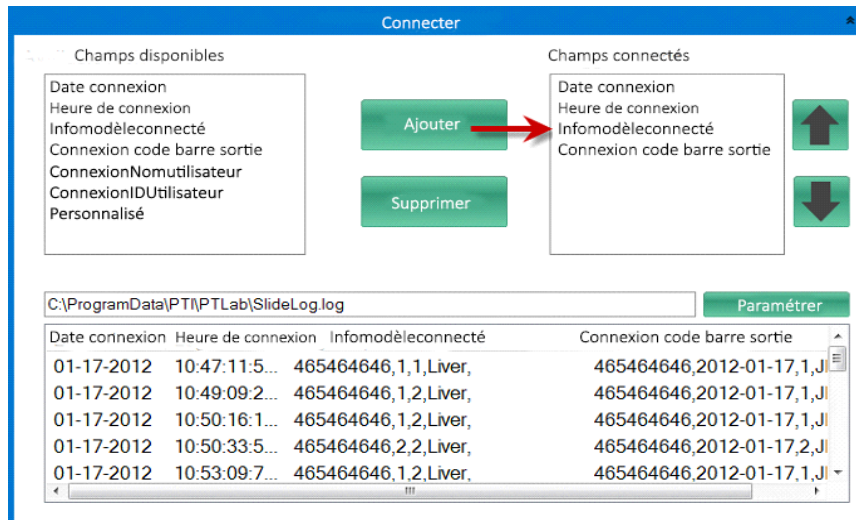 Connecter
Champs disponibles
Champs connectés
Date connexion
Heure de connexion
Infomodèleconnecté
Connexion code barre sortie
ConnexionNomutilisateur
ConnexionIDUtilisateur
Personnalisé
Ajouter
Supprimer
Date connexion
Heure de connexion
Infomodèleconnecté
Connexion code barre sortie
C:\ProgramData\PTI\PTLab\SlideLog.log
Paramétrer
Date connexion Heure de connexion Infomodèleconnecté Connexion code barre sortie
01-17-2012 10:47:11:5... 465464646,1,1,Liver, 465464646,2012-01-17,1,JI
01-17-2012 10:49:09:2... 465464646,1,2,Liver, 465464646,2012-01-17,1,JI
01-17-2012 10:50:16:1... 465464646,1,2,Liver, 465464646,2012-01-17,1,JI
01-17-2012 10:50:33:5... 465464646,2,2,Liver, 465464646,2012-01-17,2,JI
01-17-2012 10:53:09:7... 465464646,1,2,Liver, 465464646,2012-01-17,1,JI